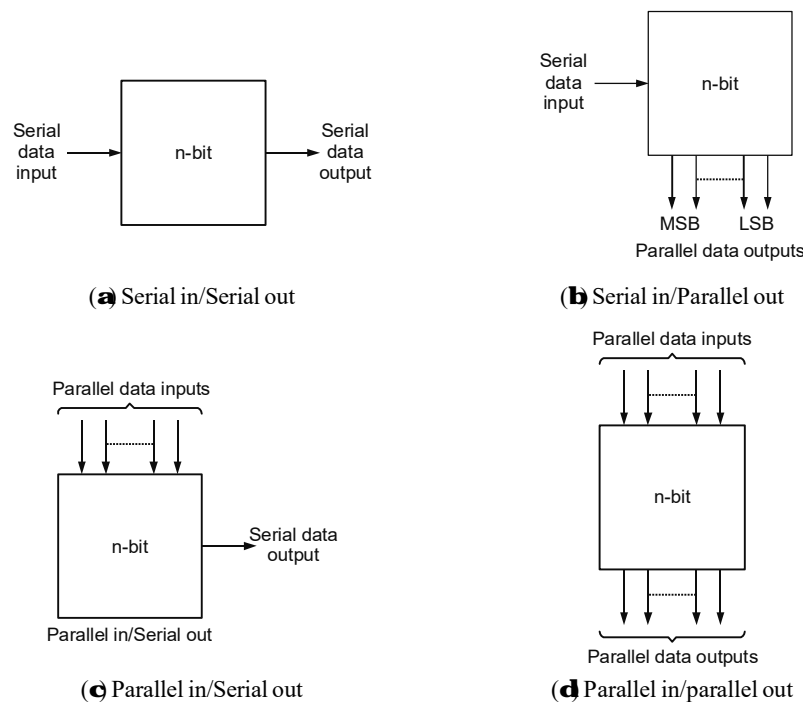 Serial
data
input
n-bit
Serial
data
output
(a) Serial in/Serial out
Serial
data
input
n-bit
MSB LSB
Parallel data outputs
(b) Serial in/Parallel out
Parallel data inputs
n-bit
Serial data
output
Parallel in/Serial out
(c) Parallel in/Serial out
Parallel data inputs
n-bit
Parallel data outputs
(d) Parallel in/parallel out